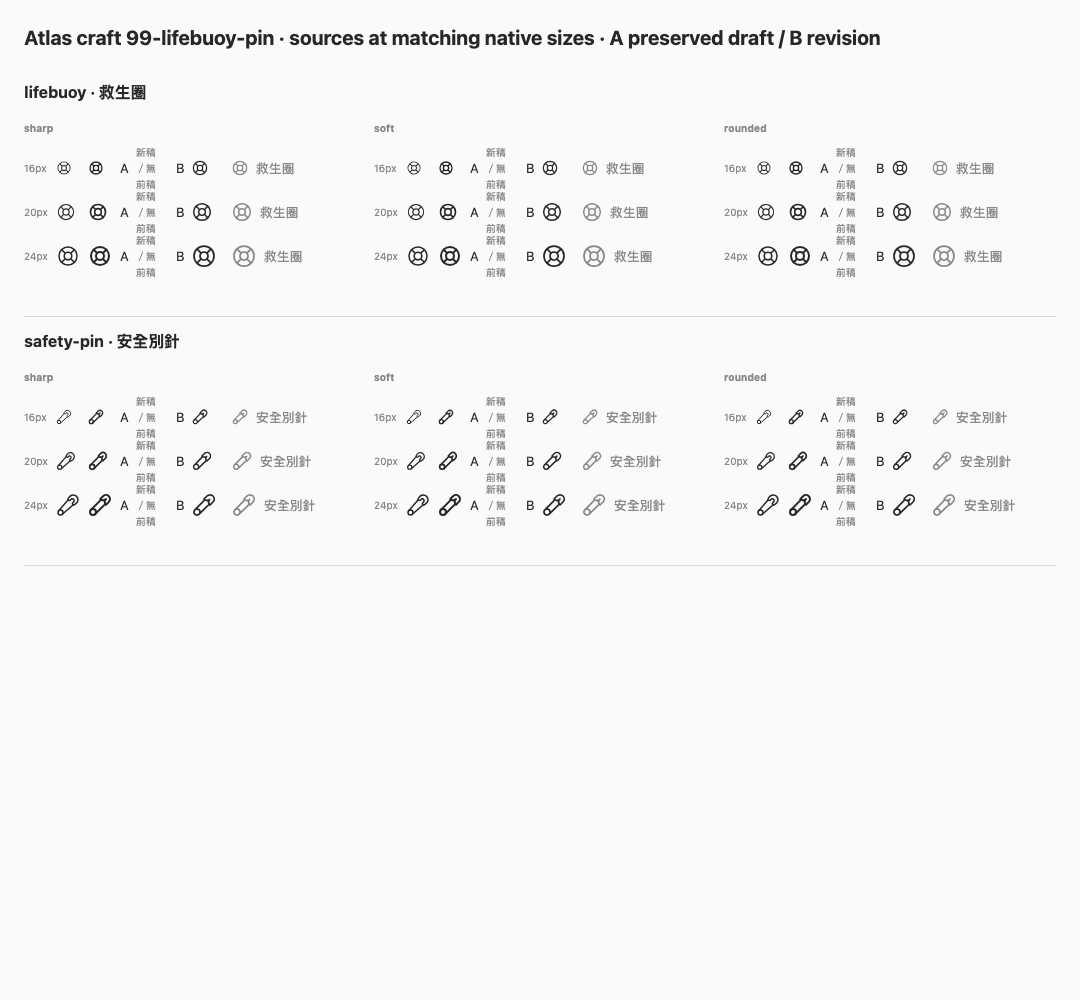 Atlas craft 99-lifebuoy-pin · sources at matching native sizes · A preserved draft / B revision
lifebuoy · 救生圈
sharp
16px A 新稿 / 無前稿 B 救生圈
20px A 新稿 / 無前稿 B 救生圈
24px A 新稿 / 無前稿 B 救生圈
soft
16px A 新稿 / 無前稿 B 救生圈
20px A 新稿 / 無前稿 B 救生圈
24px A 新稿 / 無前稿 B 救生圈
rounded
16px A 新稿 / 無前稿 B 救生圈
20px A 新稿 / 無前稿 B 救生圈
24px A 新稿 / 無前稿 B 救生圈
safety-pin · 安全別針
sharp
16px A 新稿 / 無前稿 B 安全別針
20px A 新稿 / 無前稿 B 安全別針
24px A 新稿 / 無前稿 B 安全別針
soft
16px A 新稿 / 無前稿 B 安全別針
20px A 新稿 / 無前稿 B 安全別針
24px A 新稿 / 無前稿 B 安全別針
rounded
16px A 新稿 / 無前稿 B 安全別針
20px A 新稿 / 無前稿 B 安全別針
24px A 新稿 / 無前稿 B 安全別針